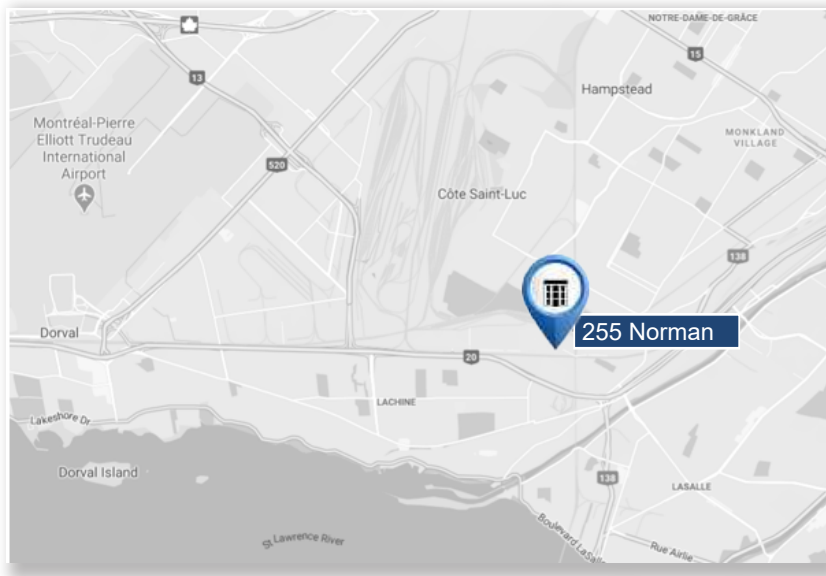 NOTRE-DAME-DE-GRÂCE
15
13
Hampstead
Montréal-Pierre
Elliott Trudeau
International
Airport
MONKLAND
VILLAGE
520
Côte Saint-Luc
138
255 Norman
Dorval
20
LACHINE
Lakeshore Dr
Dorval Island
138
LASALLE
St Lawrence River
Boulevard LaSalle
Rue Airlie